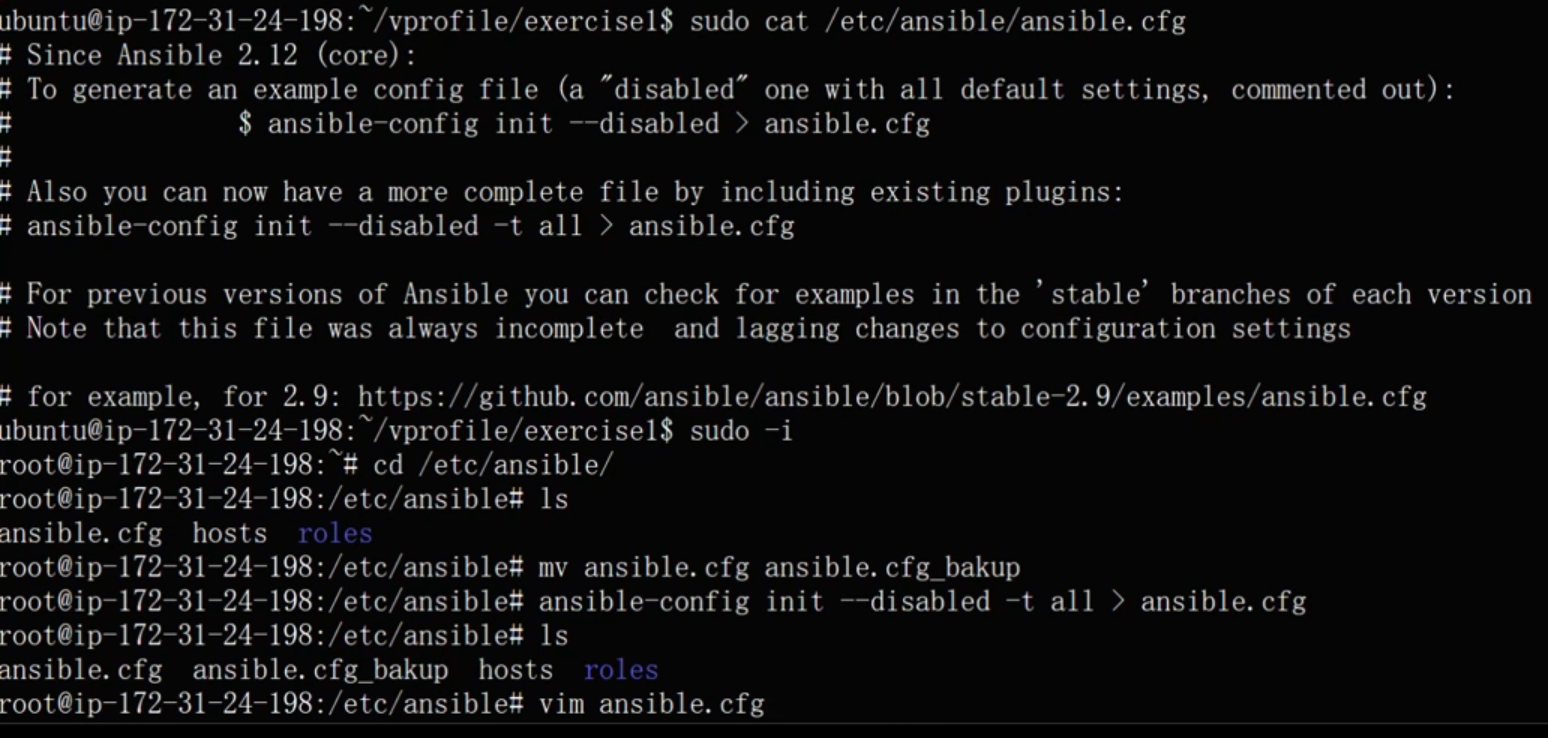 ubuntu@ip-172-31-24-198:~/vprofile/exercise1$ sudo cat /etc/ansible/ansible.cfg
# Since Ansible 2.12 (core):
# To generate an example config file (a "disabled" one with all default settings, commented out):
#               $ ansible-config init --disabled > ansible.cfg
#
# Also you can now have a more complete file by including existing plugins:
# ansible-config init --disabled -t all > ansible.cfg

# For previous versions of Ansible you can check for examples in the 'stable' branches of each version
# Note that this file was always incomplete  and lagging changes to configuration settings

# for example, for 2.9: https://github.com/ansible/ansible/blob/stable-2.9/examples/ansible.cfg
ubuntu@ip-172-31-24-198:~/vprofile/exercise1$ sudo -i
root@ip-172-31-24-198:~# cd /etc/ansible/
root@ip-172-31-24-198:/etc/ansible# ls
ansible.cfg  hosts  roles
root@ip-172-31-24-198:/etc/ansible# mv ansible.cfg ansible.cfg_bakup
root@ip-172-31-24-198:/etc/ansible# ansible-config init --disabled -t all > ansible.cfg
root@ip-172-31-24-198:/etc/ansible# ls
ansible.cfg  ansible.cfg_bakup  hosts  roles
root@ip-172-31-24-198:/etc/ansible# vim ansible.cfg